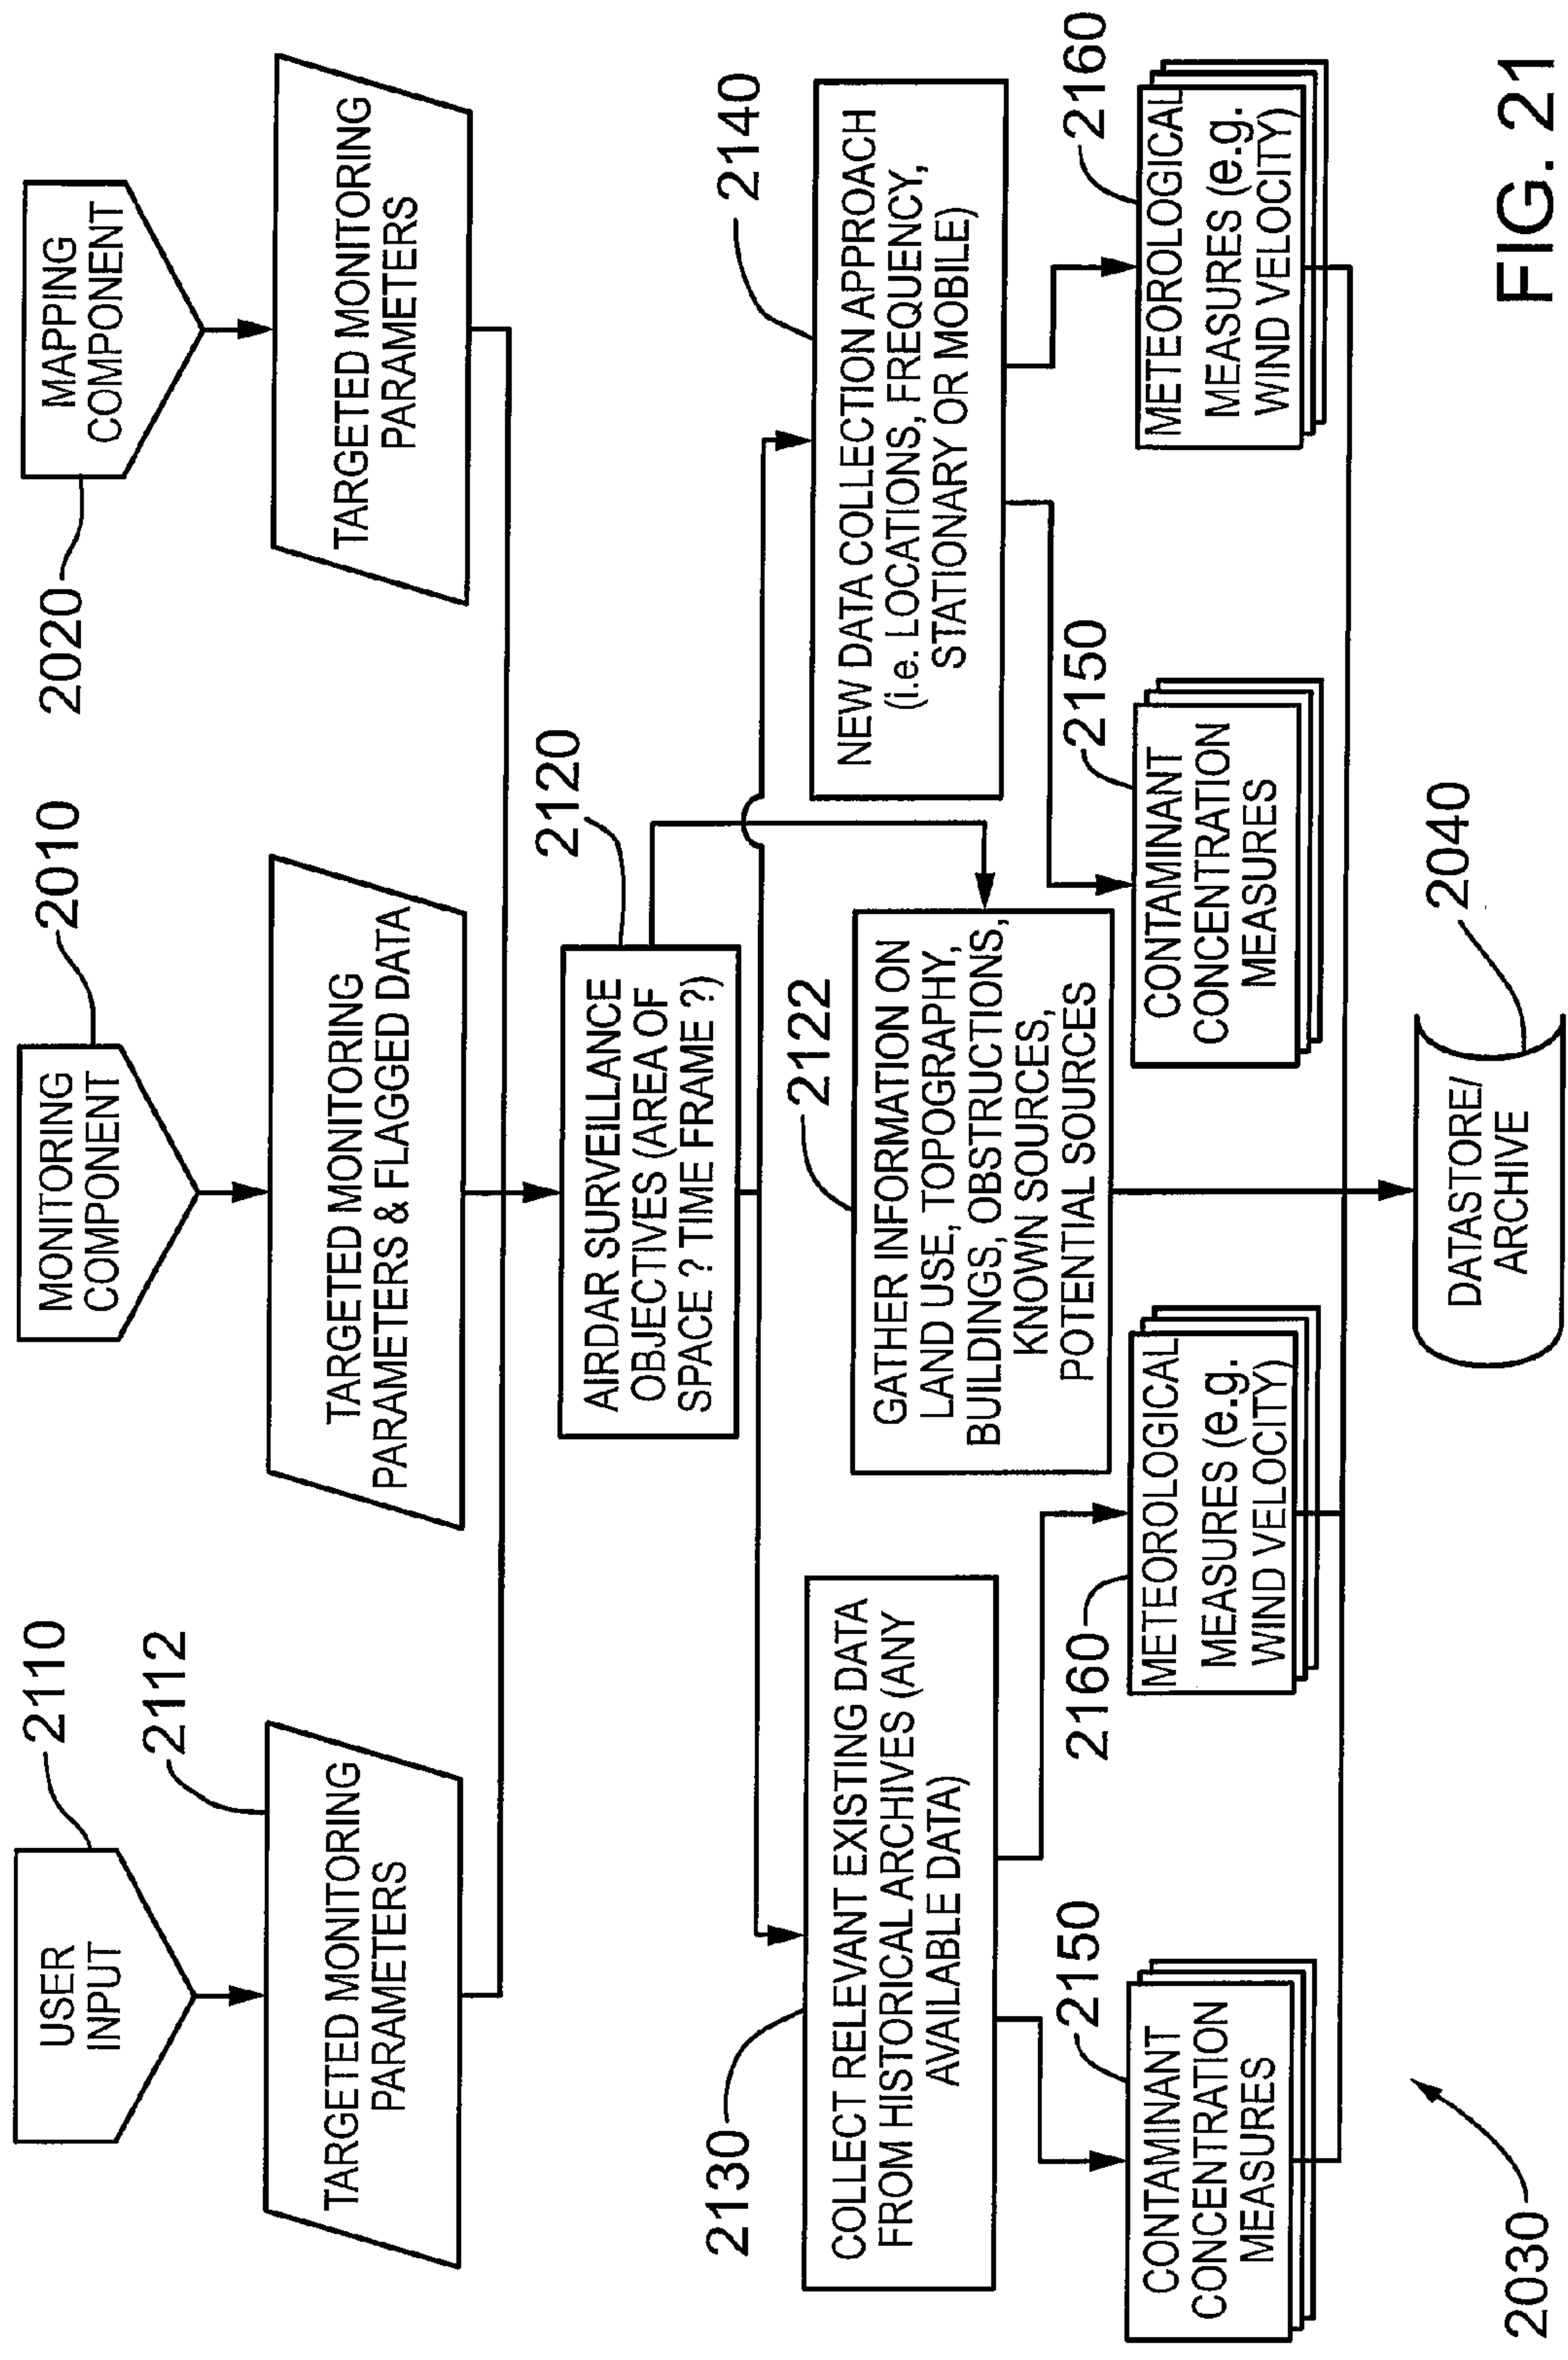 USER
INPUT
2110
MONITORING
COMPONENT
2010
MAPPING
COMPONENT
2020
TARGETED MONITORING
PARAMETERS
2112
TARGETED MONITORING
PARAMETERS & FLAGGED DATA
TARGETED MONITORING
PARAMETERS
AIRDAR SURVEILLANCE
OBJECTIVES (AREA OF
SPACE ? TIME FRAME ?)
2120
2130
COLLECT RELEVANT EXISTING DATA
FROM HISTORICAL ARCHIVES (ANY
AVAILABLE DATA)
2122
GATHER INFORMATION ON
LAND USE, TOPOGRAPHY,
BUILDINGS, OBSTRUCTIONS,
KNOWN SOURCES,
POTENTIAL SOURCES
2140
NEW DATA COLLECTION APPROACH
(i.e. LOCATIONS, FREQUENCY,
STATIONARY OR MOBILE)
2150
CONTAMINANT
CONCENTRATION
MEASURES
2160
METEOROLOGICAL
MEASURES (e.g.
WIND VELOCITY)
2150
CONTAMINANT
CONCENTRATION
MEASURES
2160
METEOROLOGICAL
MEASURES (e.g.
WIND VELOCITY)
DATASTORE/
ARCHIVE
2040
2030
FIG. 21